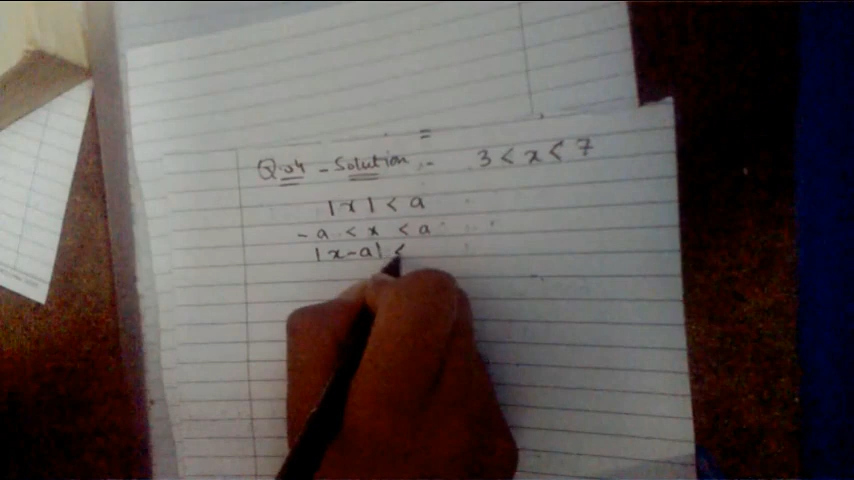 =
Q04 - Solution :- 3 < x < 7
|x| < a
- a < x < a
|x-a| <